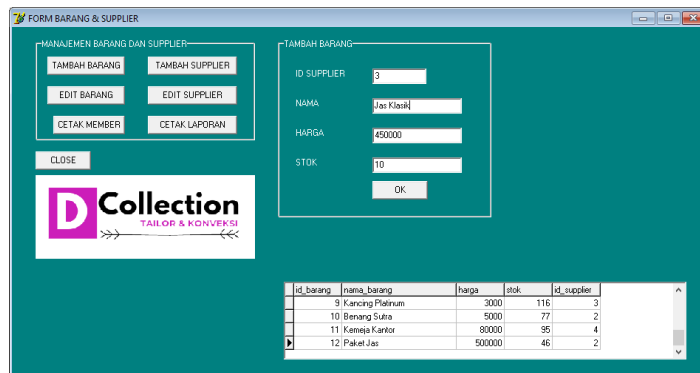 FORM BARANG & SUPPLIER
MANAJEMEN BARANG DAN SUPPLIER
TAMBAH BARANG TAMBAH SUPPLIER
EDIT BARANG EDIT SUPPLIER
CETAK MEMBER CETAK LAPORAN
CLOSE
D Collection
TAILOR & KONVEKSI
TAMBAH BARANG
ID SUPPLIER 3
NAMA Jas Klasik
HARGA 450000
STOK 10
OK
id_barang nama_barang harga stok id_supplier
9 Kancing Platinum 3000 116 3
10 Benang Sutra 5000 77 2
11 Kemeja Kantor 80000 95 4
12 Paket Jas 500000 46 2